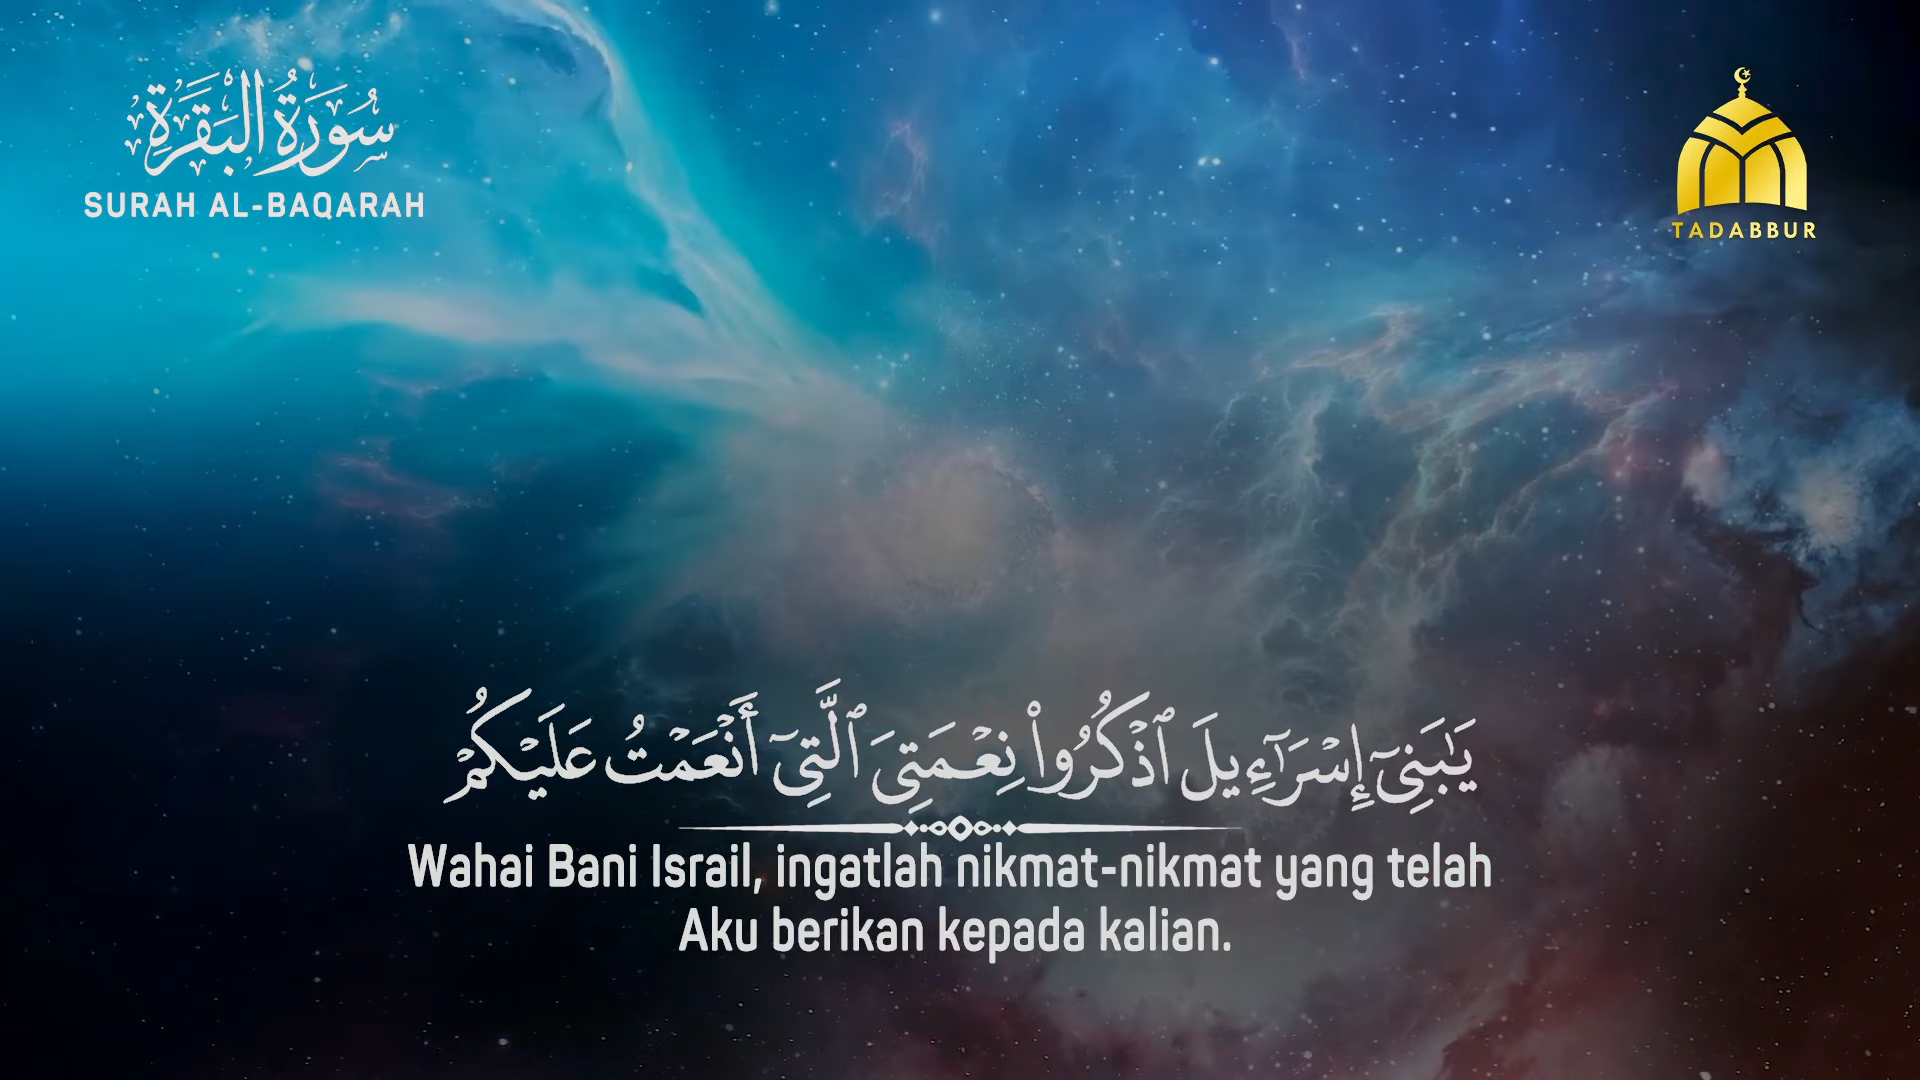 سُورَةُ الْبَقَرَةِ
SURAH AL-BAQARAH
TADABBUR
يَـٰبَنِىٓ إِسْرَٰٓءِيلَ ٱذْكُرُوا۟ نِعْمَتِىَ ٱلَّتِىٓ أَنْعَمْتُ عَلَيْكُمْ
Wahai Bani Israil, ingatlah nikmat-nikmat yang telah
Aku berikan kepada kalian.